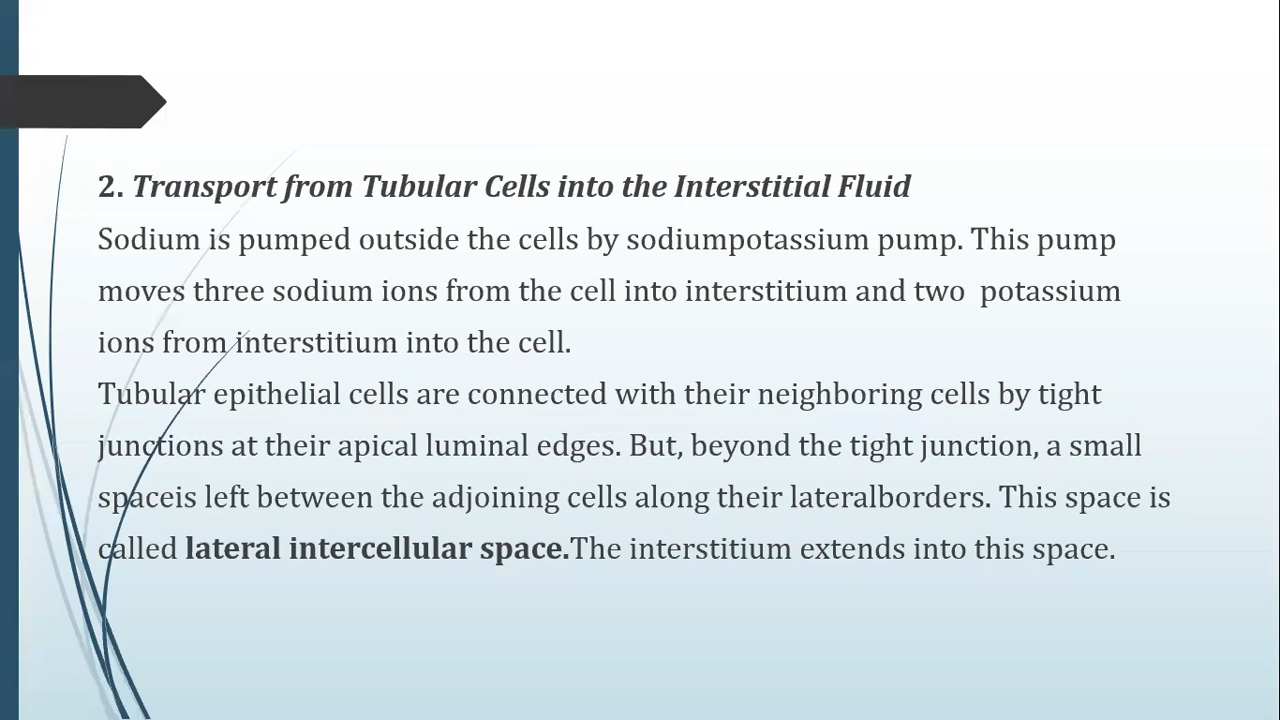 2. Transport from Tubular Cells into the Interstitial Fluid
Sodium is pumped outside the cells by sodiumpotassium pump. This pump
moves three sodium ions from the cell into interstitium and two  potassium
ions from interstitium into the cell.
Tubular epithelial cells are connected with their neighboring cells by tight
junctions at their apical luminal edges. But, beyond the tight junction, a small
spaceis left between the adjoining cells along their lateralborders. This space is
called lateral intercellular space.The interstitium extends into this space.